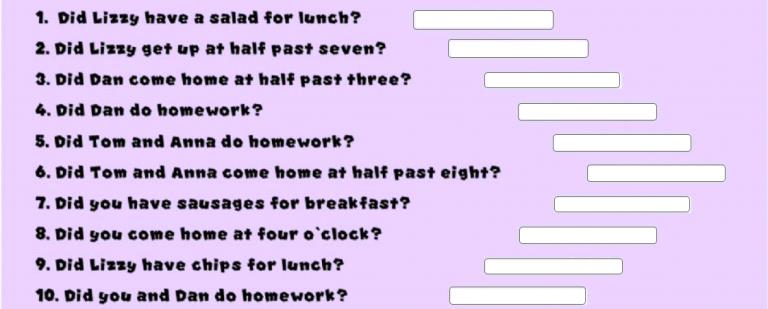 1. Did Lizzy have a salad for lunch?
2. Did Lizzy get up at half past seven?
3. Did Dan come home at half past three?
4. Did Dan do homework?
5. Did Tom and Anna do homework?
6. Did Tom and Anna come home at half past eight?
7. Did you have sausages for breakfast?
8. Did you come home at four o`clock?
9. Did Lizzy have chips for lunch?
10. Did you and Dan do homework?